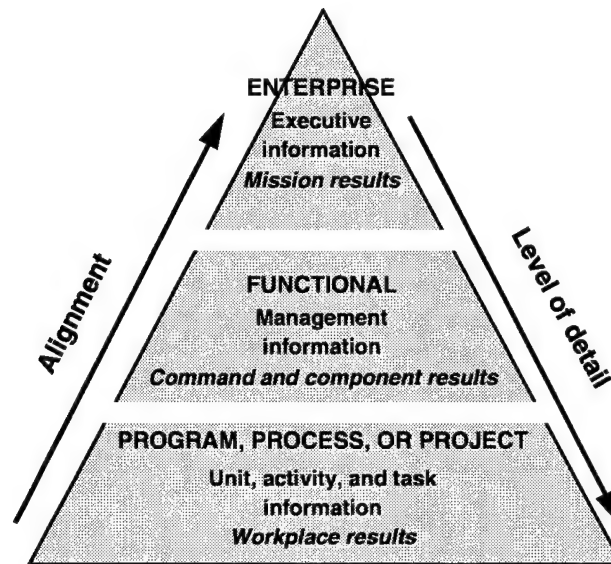 ENTERPRISE
Executive
information
Mission results
Alignment
Level of detail
FUNCTIONAL
Management
information
Command and component results
PROGRAM, PROCESS, OR PROJECT
Unit, activity, and task
information
Workplace results